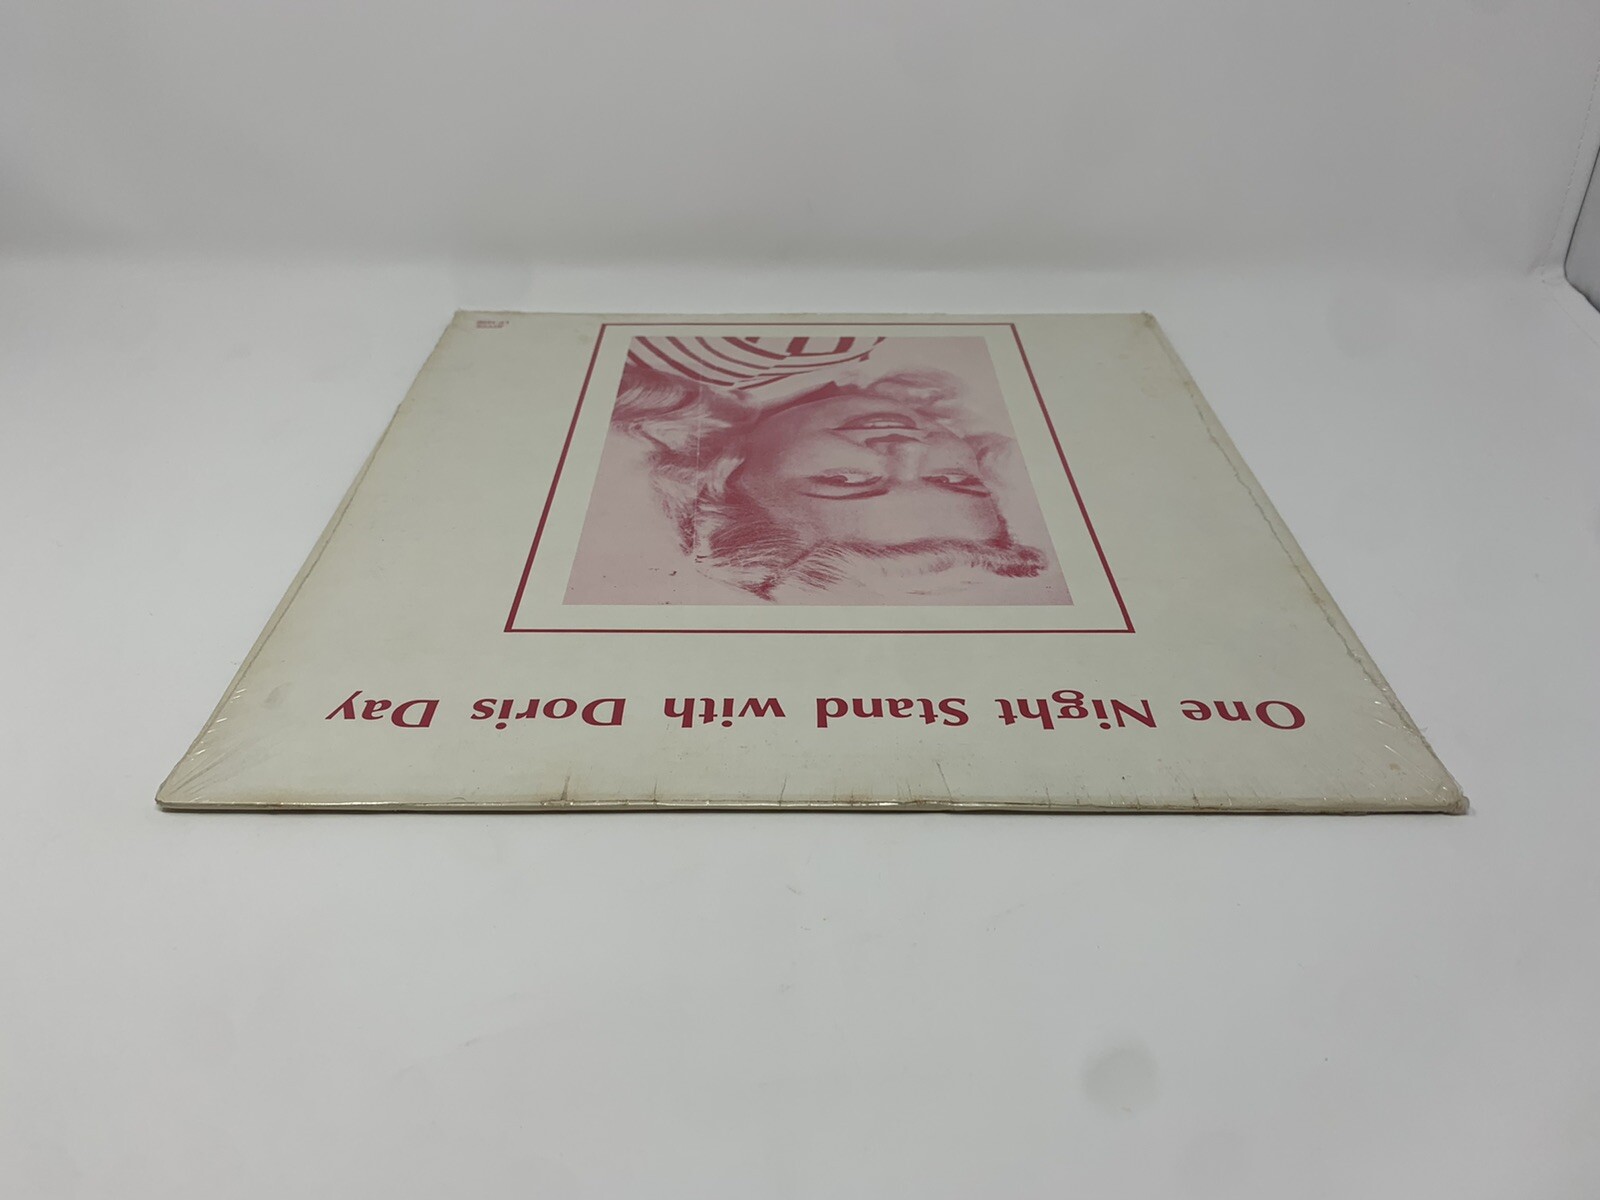 One Night Stand with Doris Day